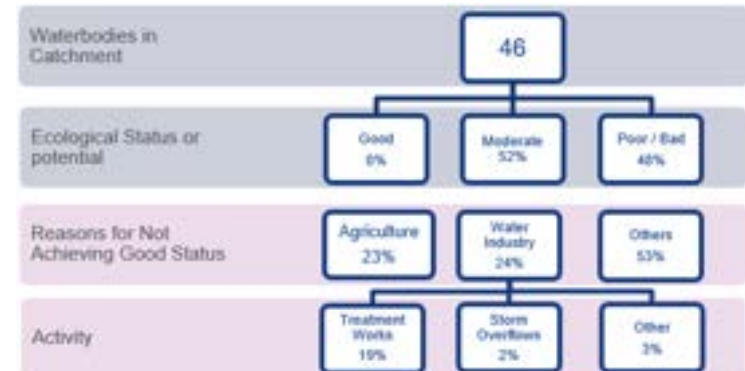 Waterbodies in
Catchment
46
Ecological Status or
potential
Good
Moderate
52%
Poor / Bad
48%
Reasons for Not
Achieving Good Status
Agriculture
23%
Water
Industry
24%
Others
53%
Activity
Treatment
Works
19%
Storm
Overflows
2%
Other
3%